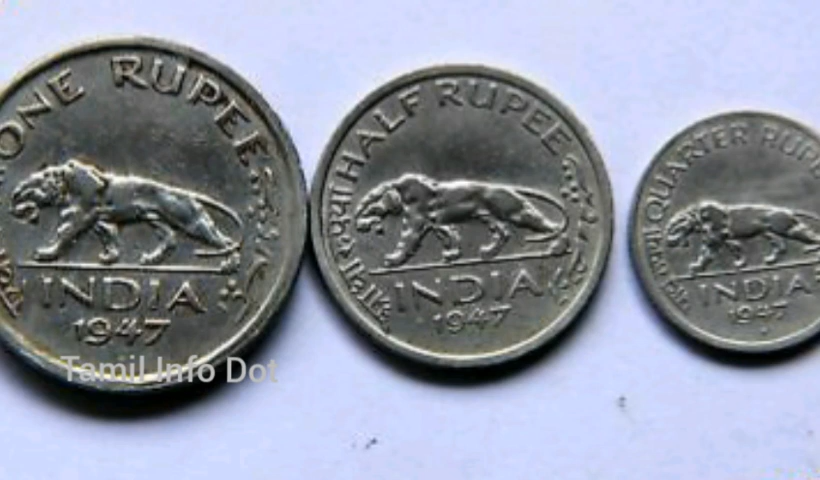 ONE RUPEE
INDIA
1947
HALF RUPEE
INDIA
1947
QUARTER RUPE
INDIA
1947
Tamil Info Dot